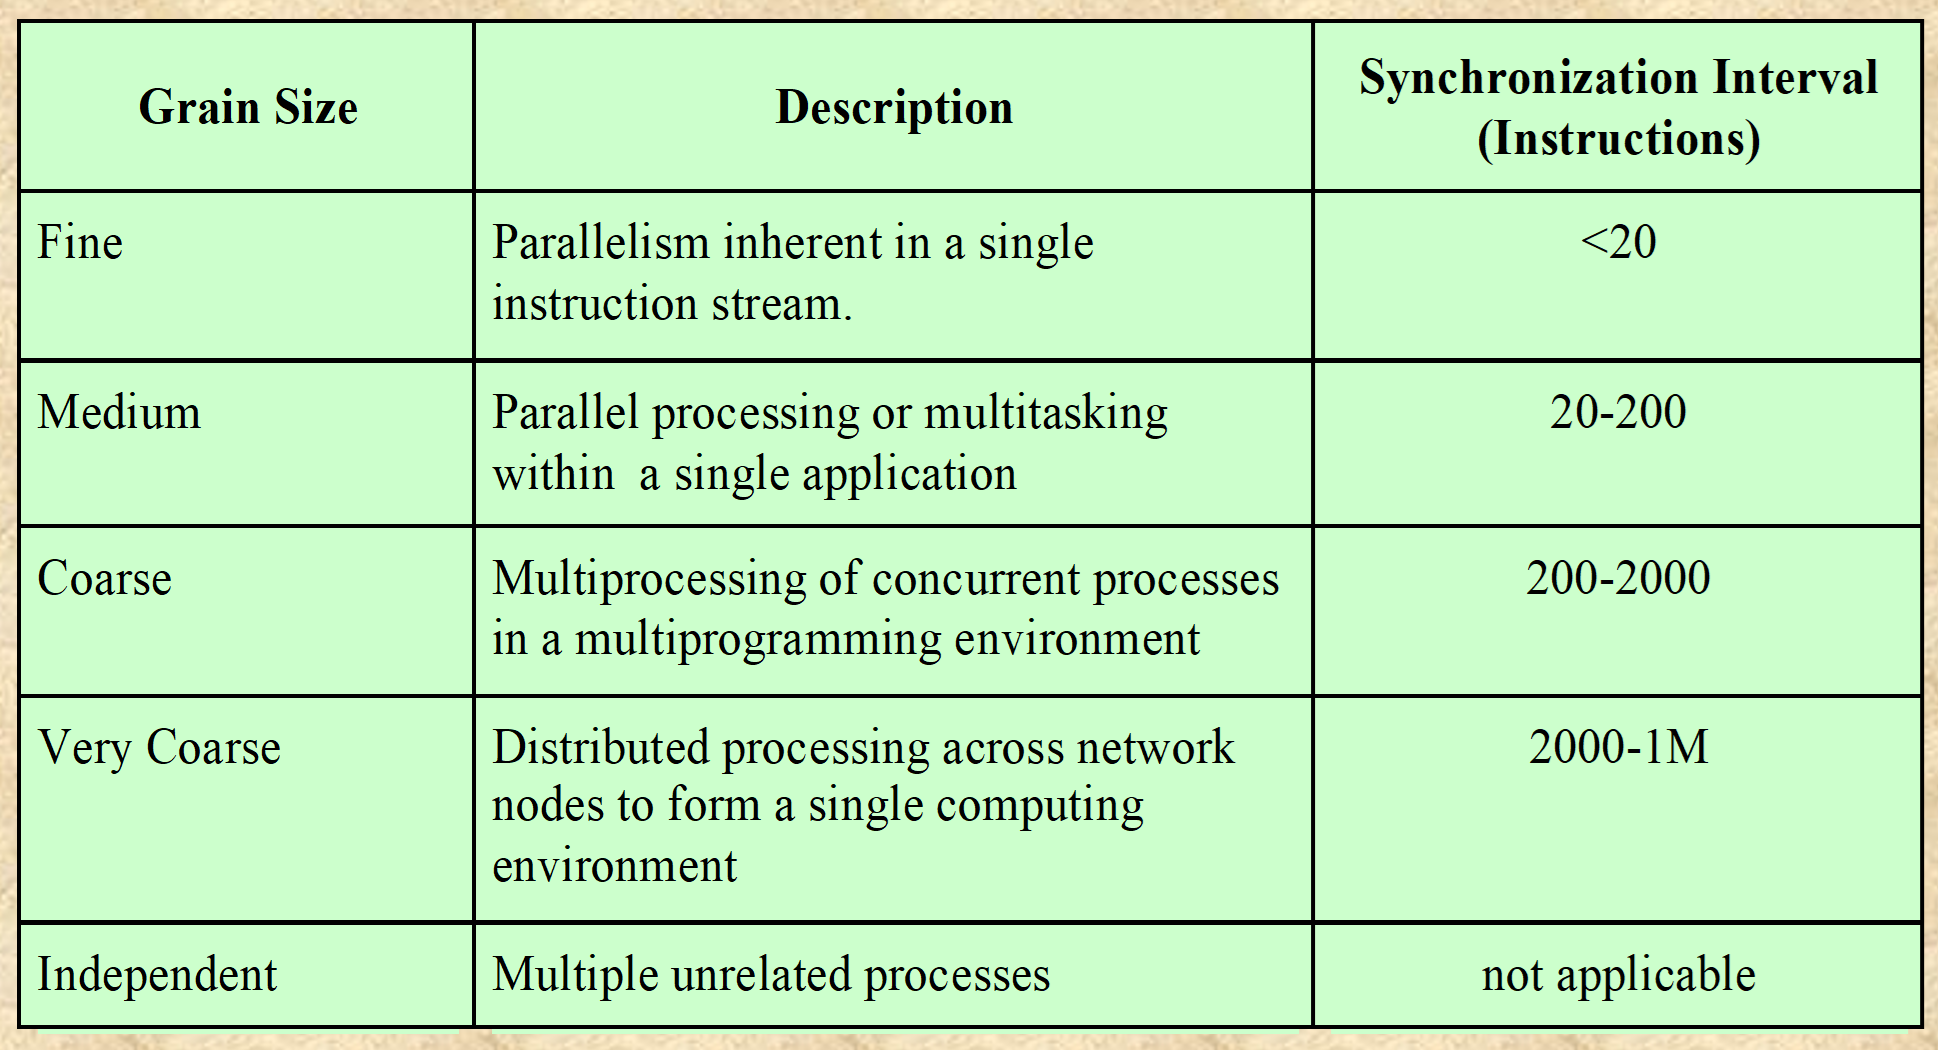 Grain Size
Description
Synchronization Interval
(Instructions)
Fine
Parallelism inherent in a single
instruction stream.
<20
Medium
Parallel processing or multitasking
within  a single application
20-200
Coarse
Multiprocessing of concurrent processes
in a multiprogramming environment
200-2000
Very Coarse
Distributed processing across network
nodes to form a single computing
environment
2000-1M
Independent
Multiple unrelated processes
not applicable